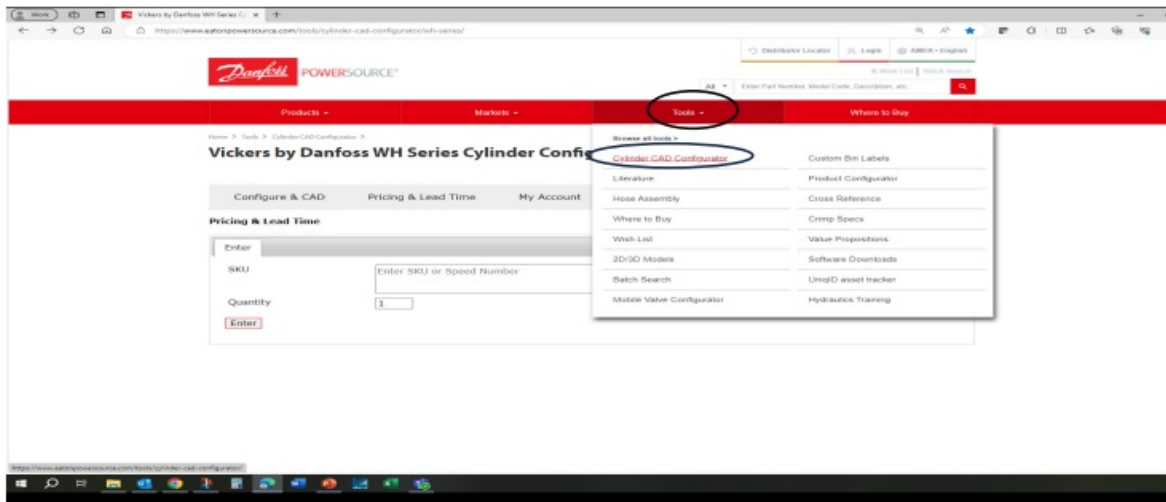 Work
Vickers by Danfoss WH Series C
https://www.eatonpowersource.com/tools/cylinder-cad-configurator/wh-series/
Distributor Locator
Login
AMER - English
Danfoss POWERSOURCE
Wish List | Batch Search
All
Enter Part Number, Model Code, Description, etc
Products
Markets
Tools
Where to Buy
Home > Tools > Cylinder CAD Configurator >
Vickers by Danfoss WH Series Cylinder Config
Configure & CAD
Pricing & Lead Time
My Account
Pricing & Lead Time
Enter
SKU
Enter SKU or Speed Number
Quantity
1
Enter
Browse all tools >
Cylinder CAD Configurator
Custom Bin Labels
Literature
Product Configurator
Hose Assembly
Cross Reference
Where to Buy
Crimp Specs
Wish List
Value Propositions
2D/3D Models
Software Downloads
Batch Search
UniqID asset tracker
Mobile Valve Configurator
Hydraulics Training
https://www.eatonpowersource.com/tools/cylinder-cad-configurator/